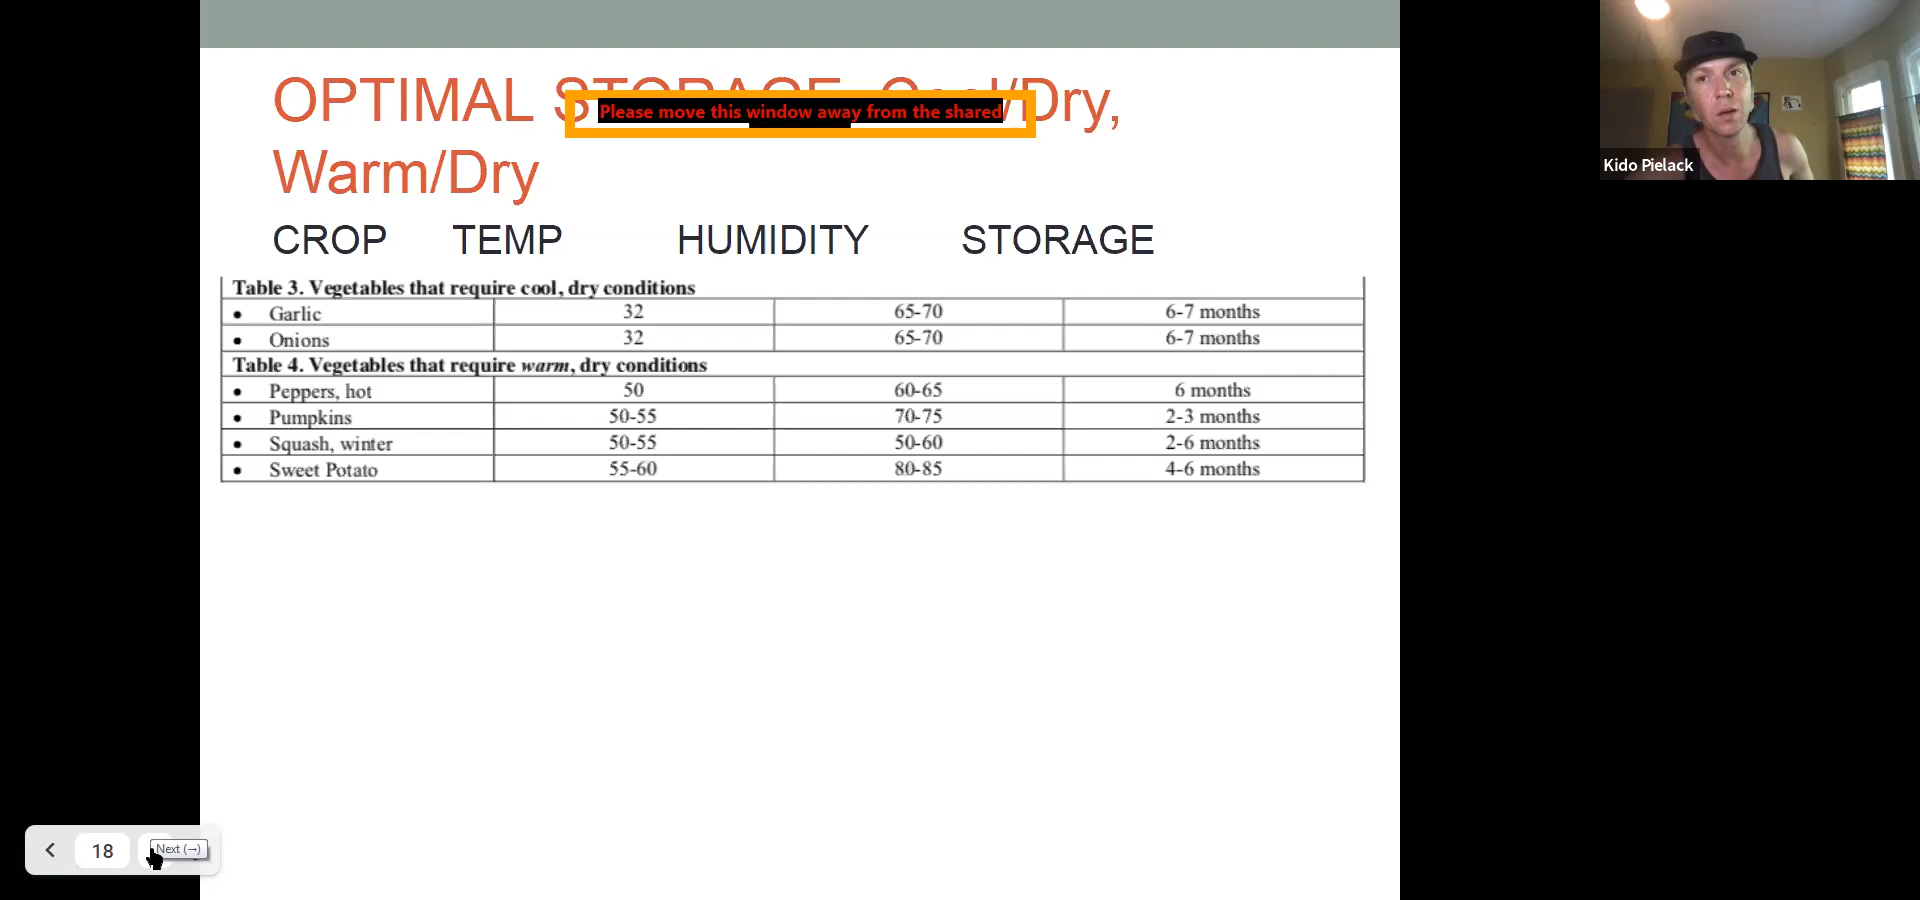 OPTIMAL STORAGE: Cool/Dry,
Please move this window away from the shared
Warm/Dry
CROP TEMP HUMIDITY STORAGE
Table 3. Vegetables that require cool, dry conditions
• Garlic 32 65-70 6-7 months
• Onions 32 65-70 6-7 months
Table 4. Vegetables that require warm, dry conditions
• Peppers, hot 50 60-65 6 months
• Pumpkins 50-55 70-75 2-3 months
• Squash, winter 50-55 50-60 2-6 months
• Sweet Potato 55-60 80-85 4-6 months
Kido Pielack
18
Next (→)